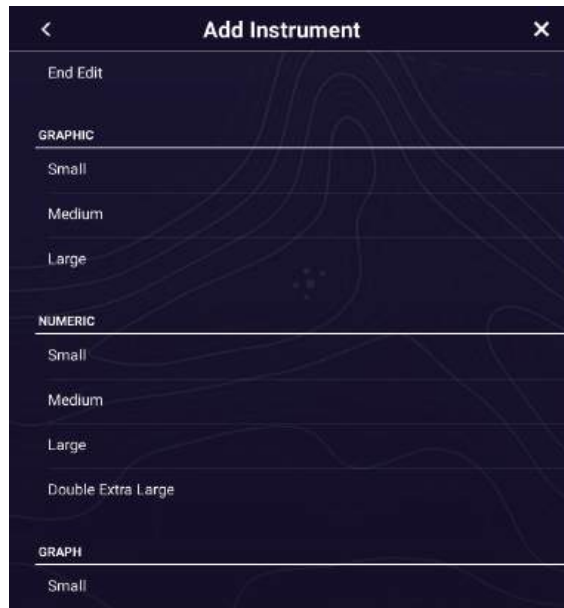 Add Instrument
End Edit
GRAPHIC
Small
Medium
Large
NUMERIC
Small
Medium
Large
Double Extra Large
GRAPH
Small